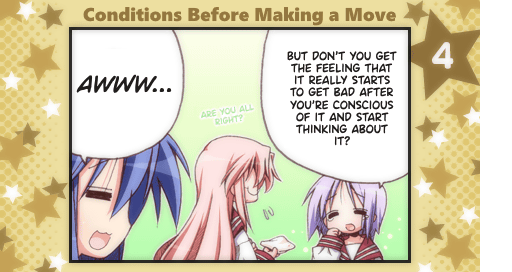 Conditions Before Making a Move
4
AWWW...
ARE YOU ALL
RIGHT?
BUT DON'T YOU GET
THE FEELING THAT
IT REALLY STARTS
TO GET BAD AFTER
YOU'RE CONSCIOUS
OF IT AND START
THINKING ABOUT
IT?